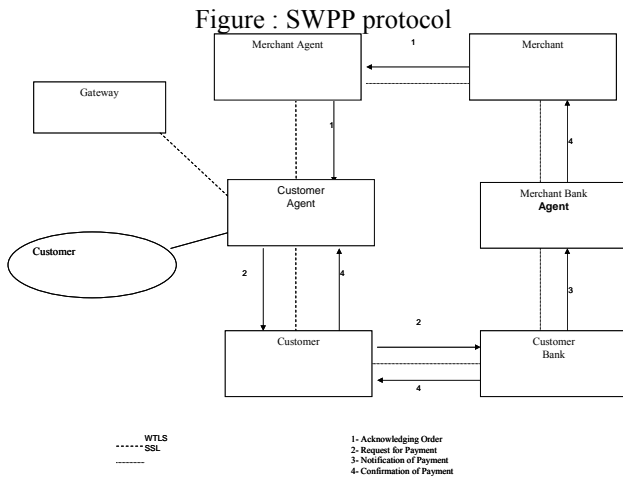 Figure : SWPP protocol
Merchant Agent
1
Merchant
Gateway
1
4
Customer
Agent
Merchant Bank
Agent
Customer
2
4
3
2
Customer
Customer
Bank
4
WTLS
SSL
1- Acknowledging Order
2- Request for Payment
3- Notification of Payment
4- Confirmation of Payment